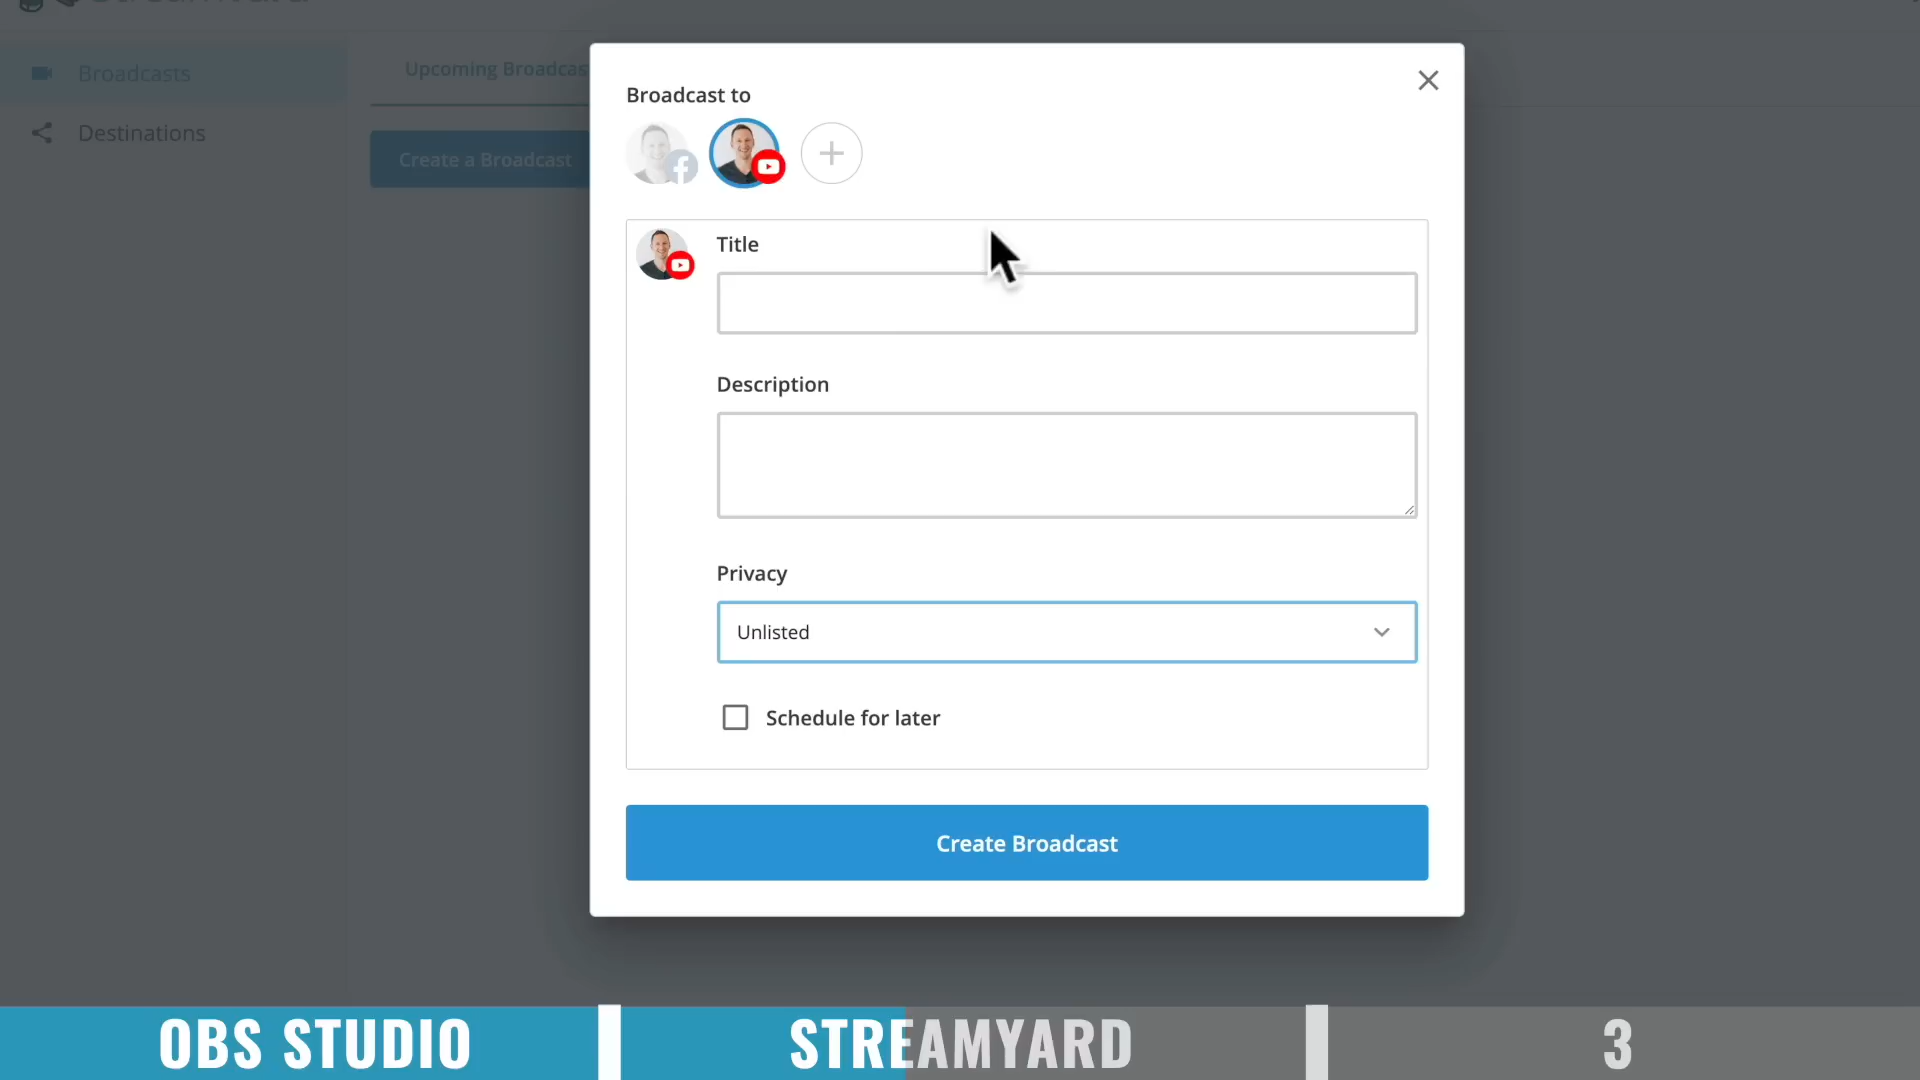 Broadcasts
Destinations
Upcoming Broadcas
Create a Broadcast
Broadcast to
Title
Description
Privacy
Unlisted
Schedule for later
Create Broadcast
OBS STUDIO
STREAMYARD
3